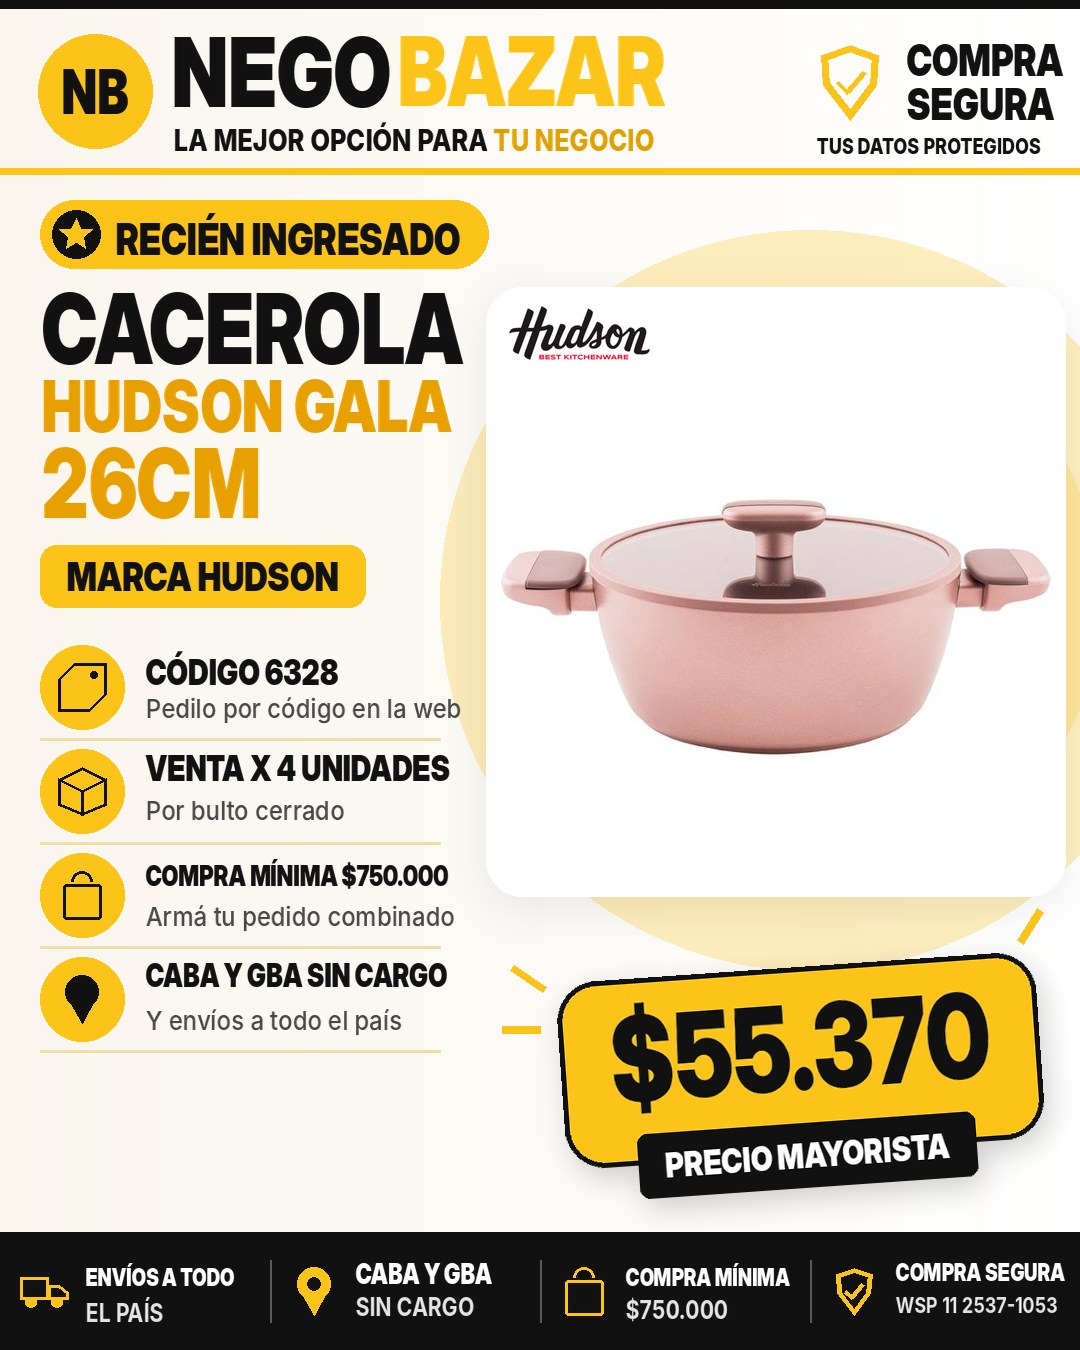 NB
NEGO BAZAR
LA MEJOR OPCIÓN PARA TU NEGOCIO
COMPRA
SEGURA
TUS DATOS PROTEGIDOS
RECIÉN INGRESADO
CACEROLA
HUDSON GALA
26CM
MARCA HUDSON
CÓDIGO 6328
Pedilo por código en la web
VENTA X 4 UNIDADES
Por bulto cerrado
COMPRA MÍNIMA $750.000
Armá tu pedido combinado
CABA Y GBA SIN CARGO
Y envíos a todo el país
Hudson
BEST KITCHENWARE
$55.370
PRECIO MAYORISTA
ENVÍOS A TODO
EL PAÍS
CABA Y GBA
SIN CARGO
COMPRA MÍNIMA
$750.000
COMPRA SEGURA
WSP 11 2537-1053